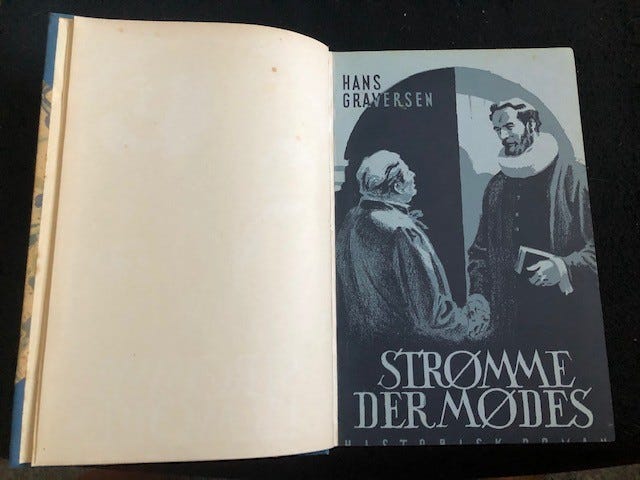 HANS
GRAVERSEN
STRØMME
DER MØDES
HISTORISK ROMAN